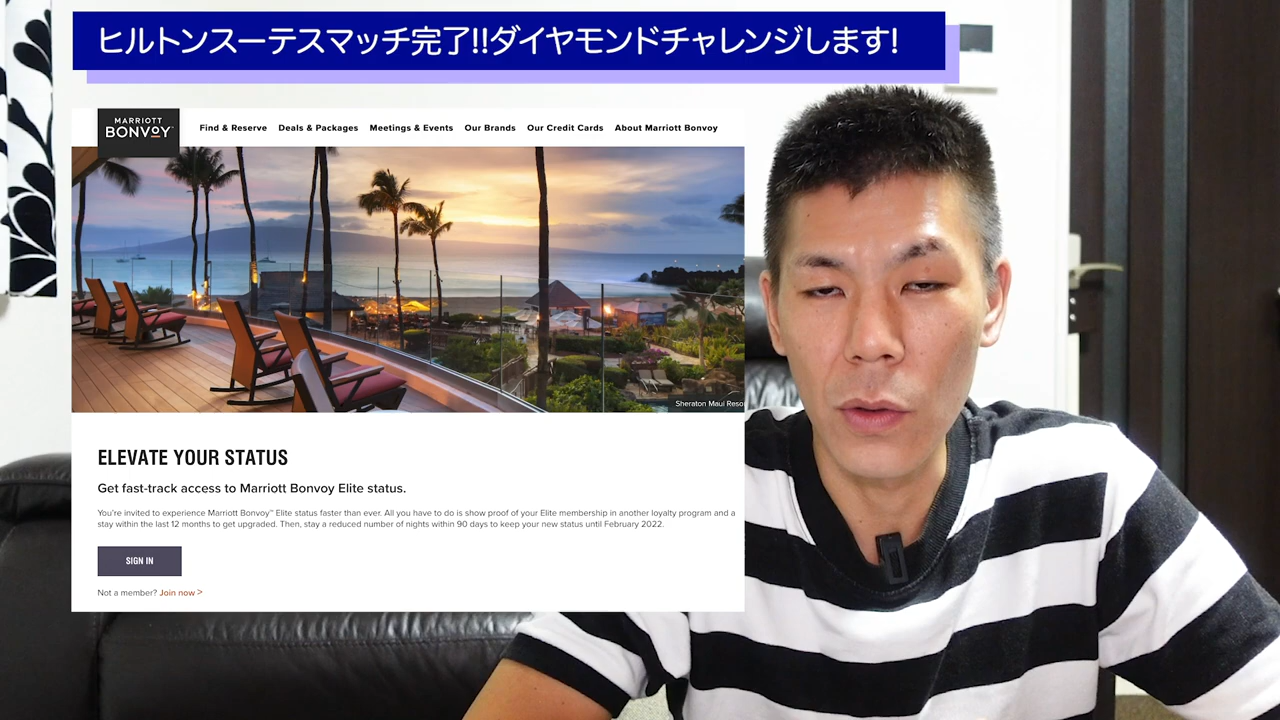 ヒルトンスーテスマッチ完了!!ダイヤモンドチャレンジします!
MARRIOTT
BONVOY™
Find & Reserve Deals & Packages Meetings & Events Our Brands Our Credit Cards About Marriott Bonvoy
Sheraton Maui Reso
ELEVATE YOUR STATUS
Get fast-track access to Marriott Bonvoy Elite status.
You're invited to experience Marriott Bonvoy™ Elite status faster than ever. All you have to do is show proof of your Elite membership in another loyalty program and a
stay within the last 12 months to get upgraded. Then, stay a reduced number of nights within 90 days to keep your new status until February 2022.
SIGN IN
Not a member? Join now >